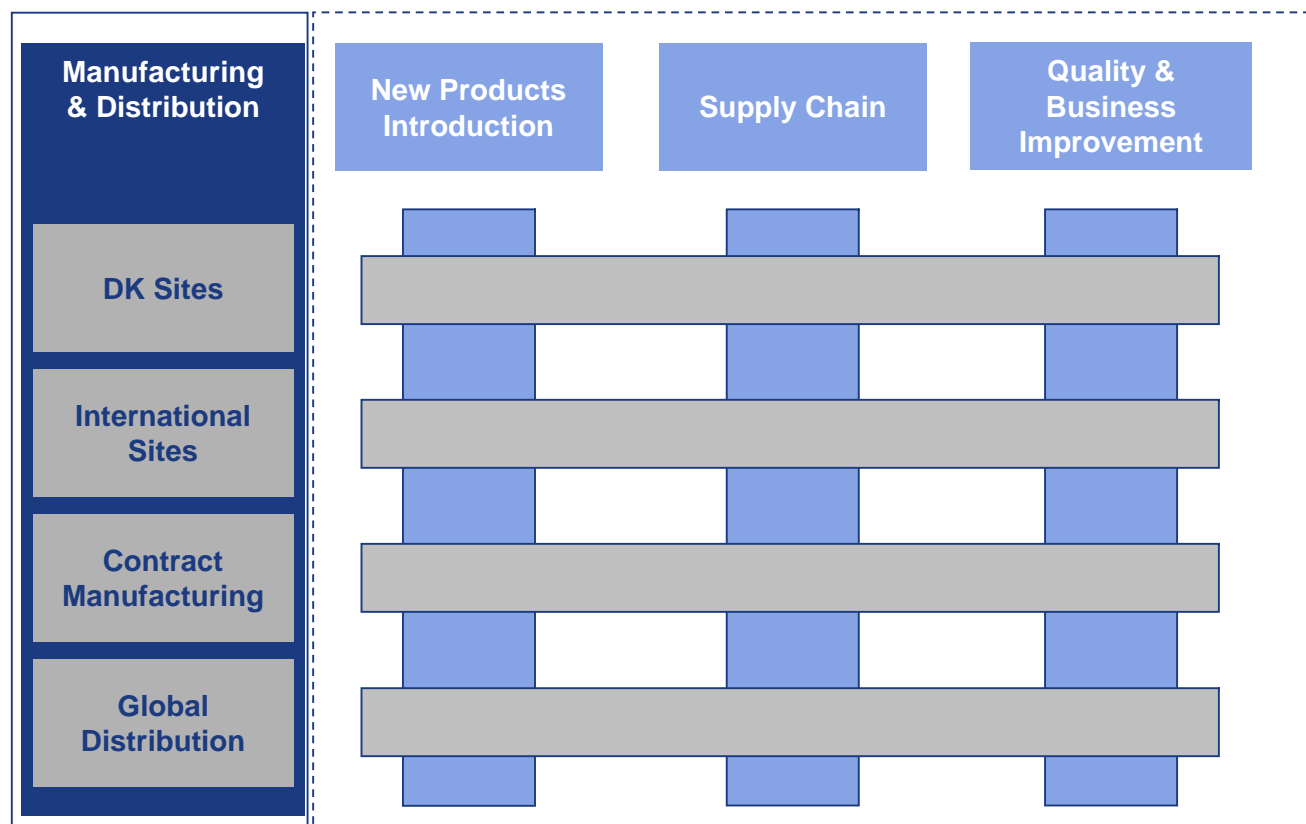 Manufacturing
& Distribution
New Products
Introduction
Supply Chain
Quality &
Business
Improvement
DK Sites
International
Sites
Contract
Manufacturing
Global
Distribution